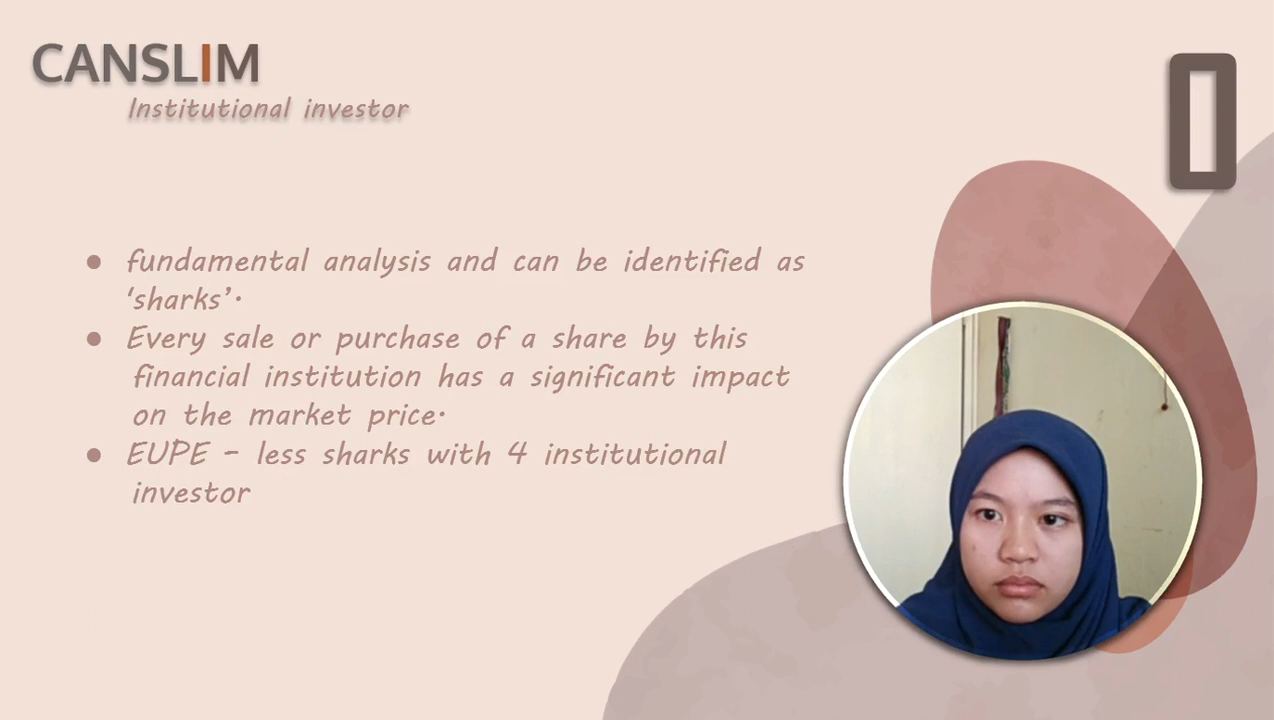 CANSLIM
Institutional investor
● fundamental analysis and can be identified as
'sharks'.
● Every sale or purchase of a share by this
financial institution has a significant impact
on the market price.
● EUPE - less sharks with 4 institutional
investor